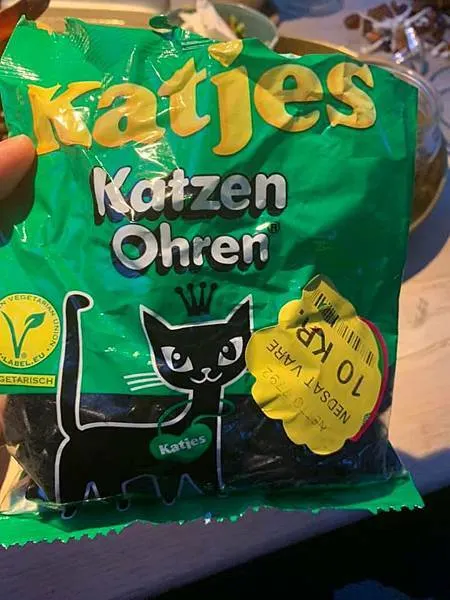 Katjes
Katzen
Ohren®
VEGETARIAN
V-LABEL.EU
VEGETARISCH
Katjes
NEDSAT VARE
10 KR.